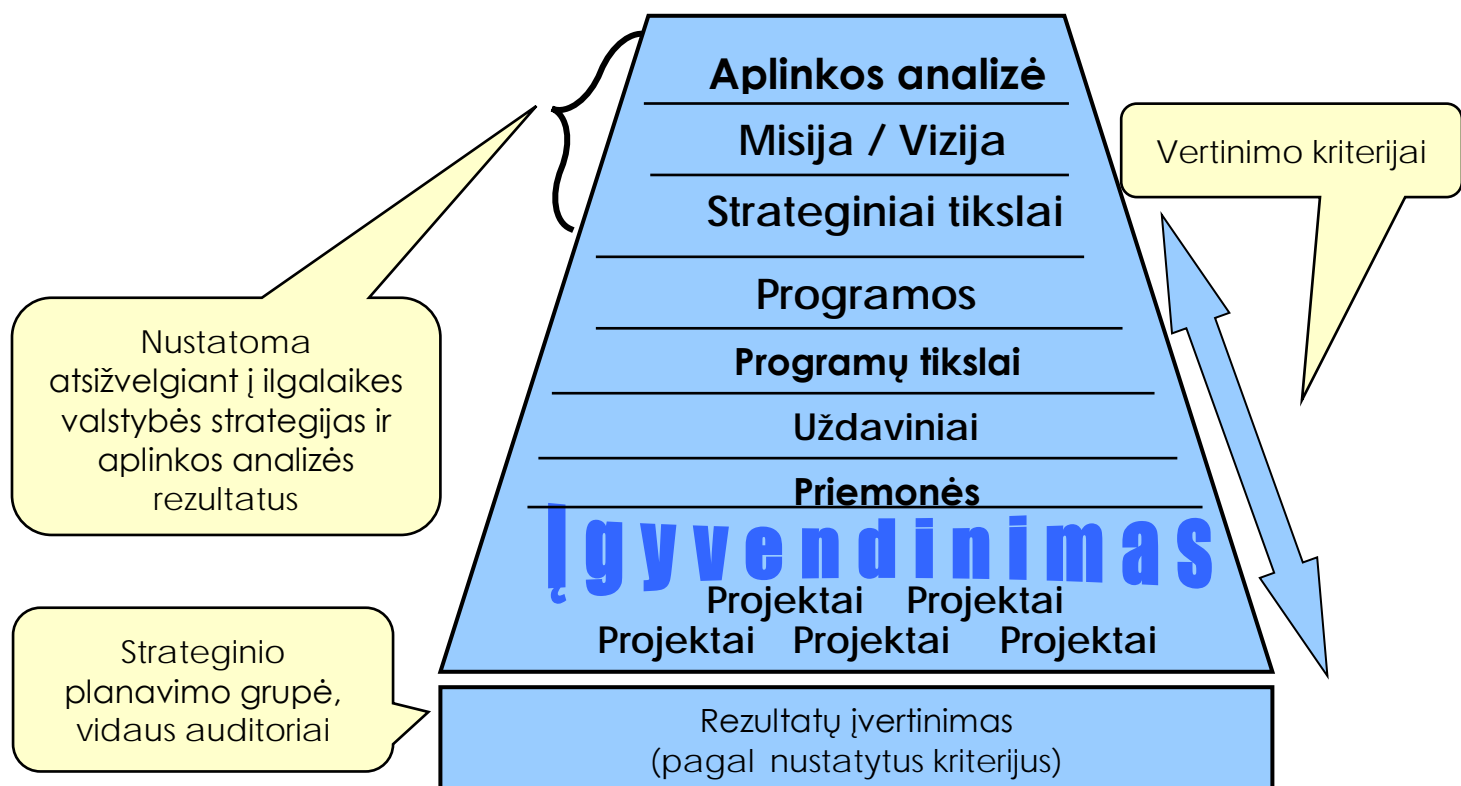 Aplinkos analizė
Misija / Vizija
Strateginiai tikslai
Programos
Programų tikslai
Uždaviniai
Priemonės
Įgyvendinimas
Projektai Projektai
Projektai Projektai Projektai
Vertinimo kriterijai
Nustatoma
atsižvelgiant į ilgalaikes
valstybės strategijas ir
aplinkos analizės
rezultatus
Strateginio
planavimo grupė,
vidaus auditoriai
Rezultatų įvertinimas
(pagal nustatytus kriterijus)